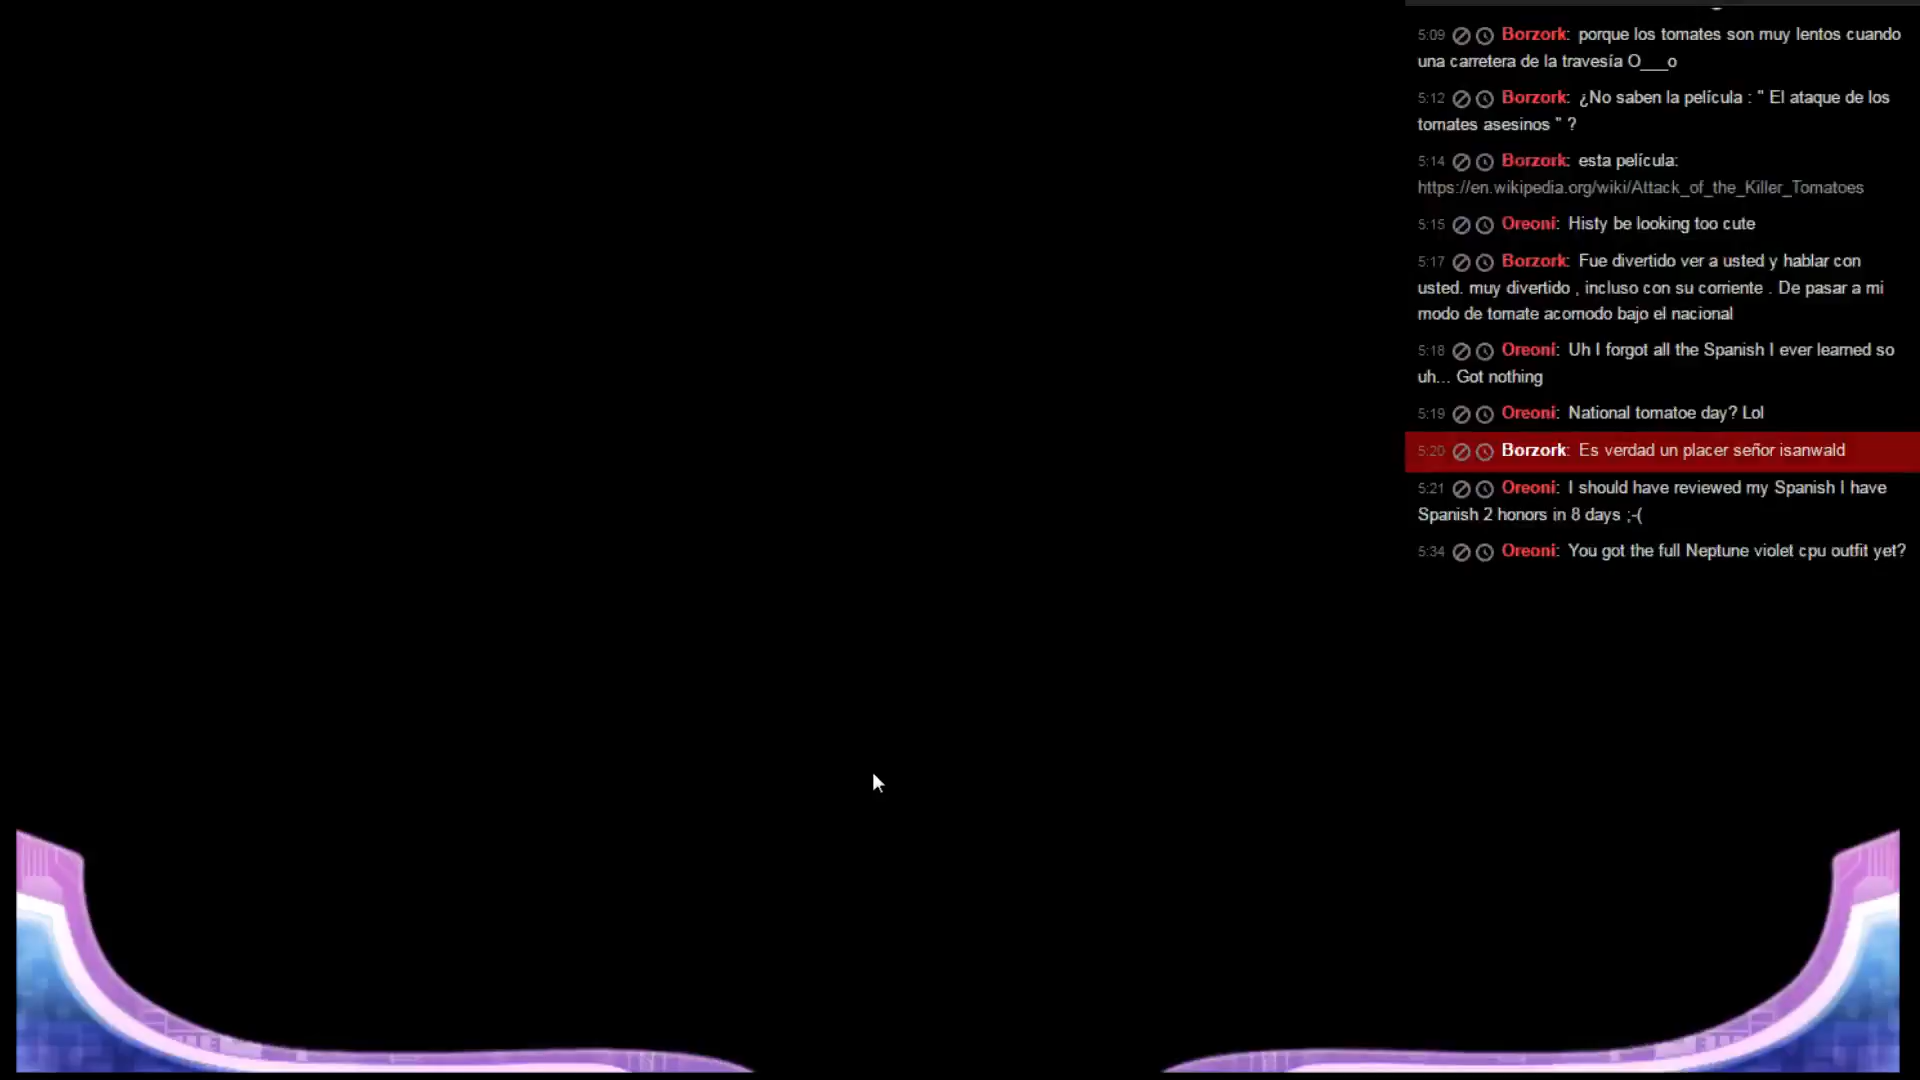 5:09 Borzork: porque los tomates son muy lentos cuando
una carretera de la travesía O___o
5:12 Borzork: ¿No saben la película : " El ataque de los
tomates asesinos " ?
5:14 Borzork: esta película:
https://en.wikipedia.org/wiki/Attack_of_the_Killer_Tomatoes
5:15 Oreoni: Histy be looking too cute
5:17 Borzork: Fue divertido ver a usted y hablar con
usted. muy divertido , incluso con su corriente . De pasar a mi
modo de tomate acomodo bajo el nacional
5:18 Oreoni: Uh I forgot all the Spanish I ever learned so
uh... Got nothing
5:19 Oreoni: National tomatoe day? Lol
5:20 Borzork: Es verdad un placer señor isanwald
5:21 Oreoni: I should have reviewed my Spanish I have
Spanish 2 honors in 8 days ;-(
5:34 Oreoni: You got the full Neptune violet cpu outfit yet?